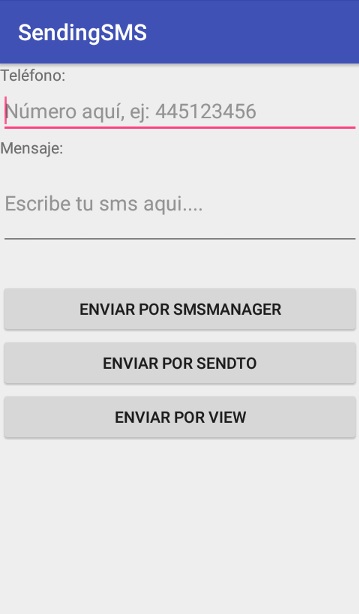 SendingSMS
Teléfono:
Número aquí, ej: 445123456
Mensaje:
Escribe tu sms aqui....
ENVIAR POR SMSMANAGER
ENVIAR POR SENDTO
ENVIAR POR VIEW